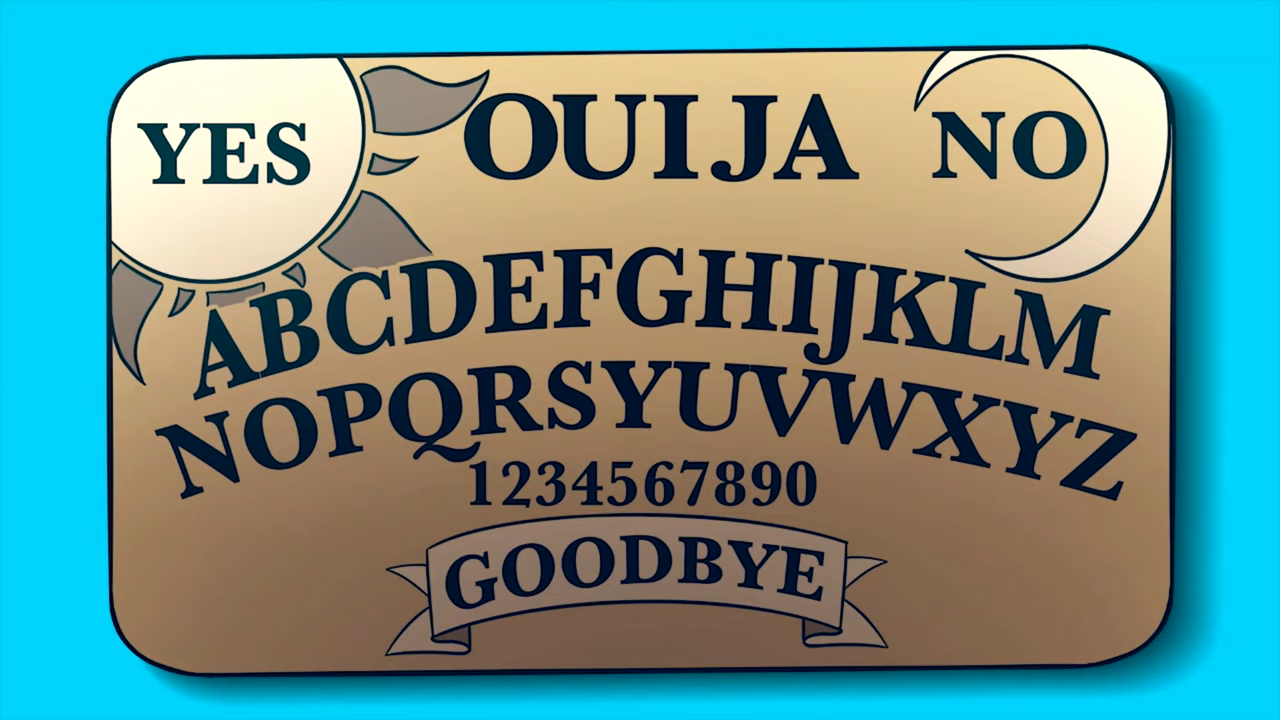 YES OUIJA NO
ABCDEFGHIJKLM
NOPQRSYUVWXYZ
1234567890
GOODBYE